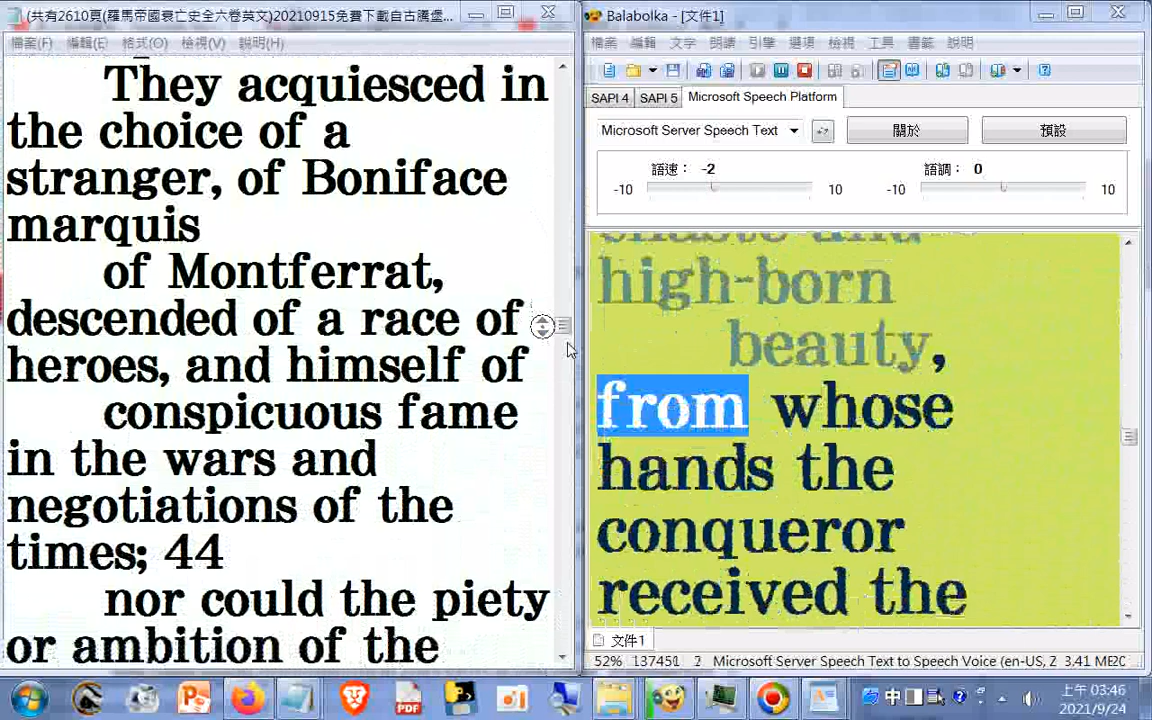 (共有2610頁(羅馬帝國衰亡史全六卷英文)20210915免費下載自古騰堡...
檔案(F) 編輯(E) 格式(O) 檢視(V) 說明(H)
They acquiesced in
the choice of a
stranger, of Boniface
marquis
of Montferrat,
descended of a race of
heroes, and himself of
conspicuous fame
in the wars and
negotiations of the
times; 44
nor could the piety
or ambition of the
Balabolka - [文件1]
檔案 編輯 文字 朗讀 引擎 選項 檢視 工具 書籤 說明
SAPI 4 SAPI 5 Microsoft Speech Platform
Microsoft Server Speech Text 關於 預設
語速: -2 語調: 0
-10 10 -10 10
chaste and
high-born
beauty,
from whose
hands the
conqueror
received the
文件1
52% 137451 2 Microsoft Server Speech Text to Speech Voice (en-US, Z 3,41 ME2C
中
上午 03:46
2021/9/24